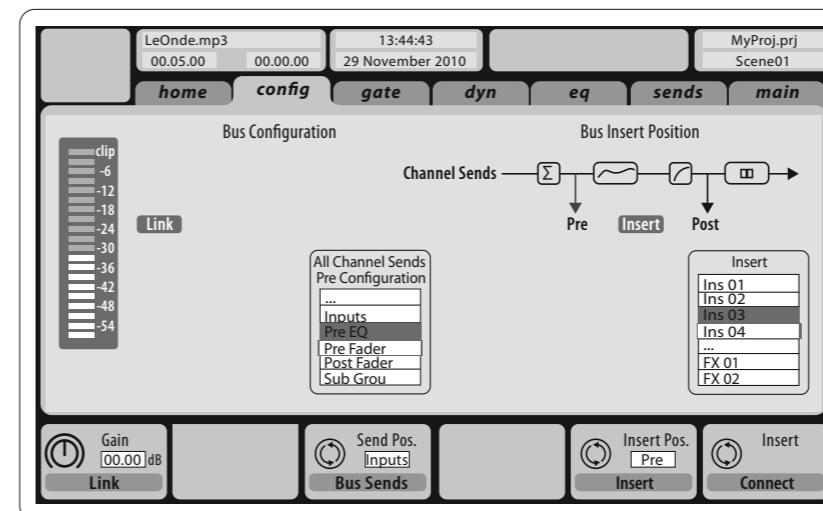 LeOnde.mp3
00.05.00 00.00.00
13:44:43
29 November 2010
MyProj.prj
Scene01
home config gate dyn eq sends main
Bus Configuration
Bus Insert Position
clip
-6
-12
-18
-24
-30
-36
-42
-48
-54
Link
Channel Sends
Σ
Pre Insert Post
All Channel Sends
Pre Configuration
...
Inputs
Pre EQ
Pre Fader
Post Fader
Sub Grou
Insert
Ins 01
Ins 02
Ins 03
Ins 04
...
FX 01
FX 02
Gain
00.00 dB
Link
Send Pos.
Inputs
Bus Sends
Insert Pos.
Pre
Insert
Insert
Connect